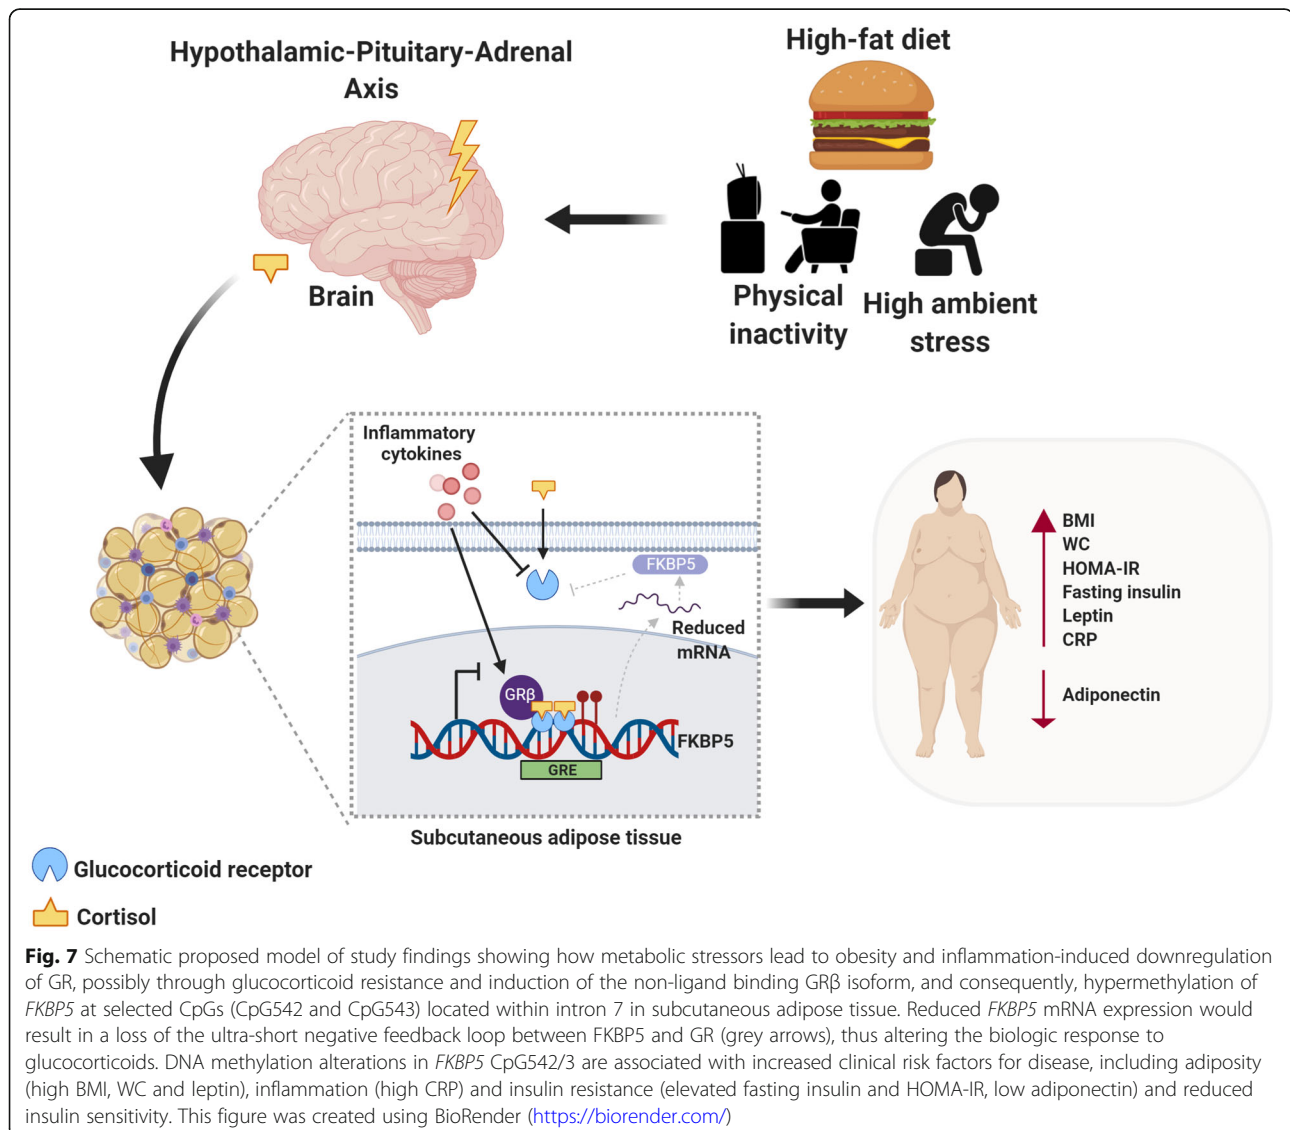 Hypothalamic-Pituitary-Adrenal
Axis
High-fat diet
Brain
Physical
inactivity
High ambient
stress
Inflammatory
cytokines
FKBP5
Reduced
mRNA
GRβ
FKBP5
GRE
Subcutaneous adipose tissue
BMI
WC
HOMA-IR
Fasting insulin
Leptin
CRP
Adiponectin
Glucocorticoid receptor
Cortisol
Fig. 7 Schematic proposed model of study findings showing how metabolic stressors lead to obesity and inflammation-induced downregulation
of GR, possibly through glucocorticoid resistance and induction of the non-ligand binding GRβ isoform, and consequently, hypermethylation of
FKBP5 at selected CpGs (CpG542 and CpG543) located within intron 7 in subcutaneous adipose tissue. Reduced FKBP5 mRNA expression would
result in a loss of the ultra-short negative feedback loop between FKBP5 and GR (grey arrows), thus altering the biologic response to
glucocorticoids. DNA methylation alterations in FKBP5 CpG542/3 are associated with increased clinical risk factors for disease, including adiposity
(high BMI, WC and leptin), inflammation (high CRP) and insulin resistance (elevated fasting insulin and HOMA-IR, low adiponectin) and reduced
insulin sensitivity. This figure was created using BioRender (https://biorender.com/)